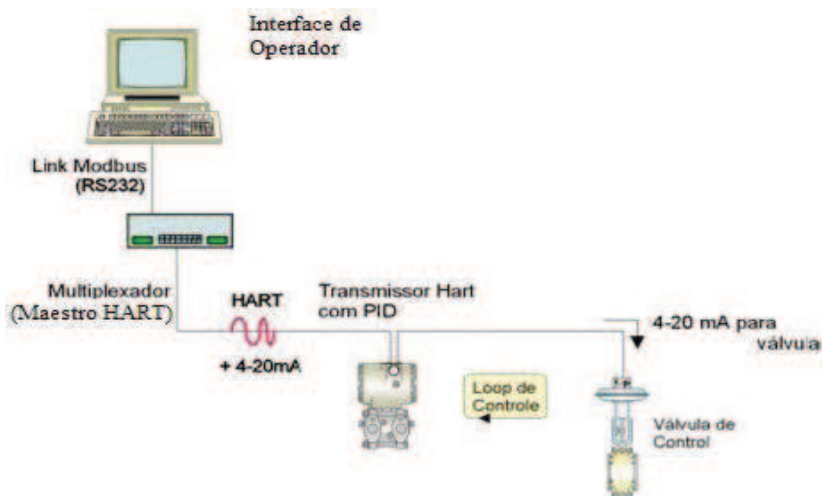 Interface de
Operador
Link Modbus
(RS232)
Multiplexador
(Maestro HART)
HART
+ 4-20mA
Transmissor Hart
com PID
4-20 mA para
válvula
Loop de
Controle
Válvula de
Control